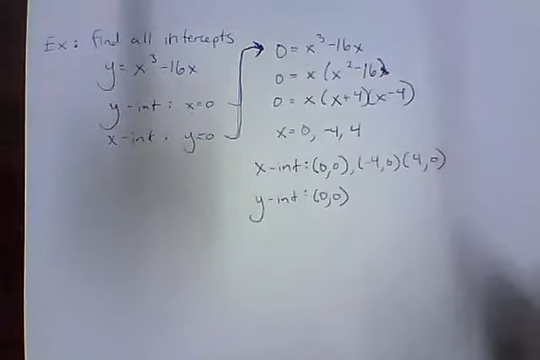 Ex: find all intercepts
y = x³ - 16x
y-int: x=0
x-int: y=0
0 = x³ - 16x
0 = x(x² - 16)
0 = x(x+4)(x-4)
x = 0, -4, 4
x-int: (0,0), (-4,0) (4,0)
y-int: (0,0)